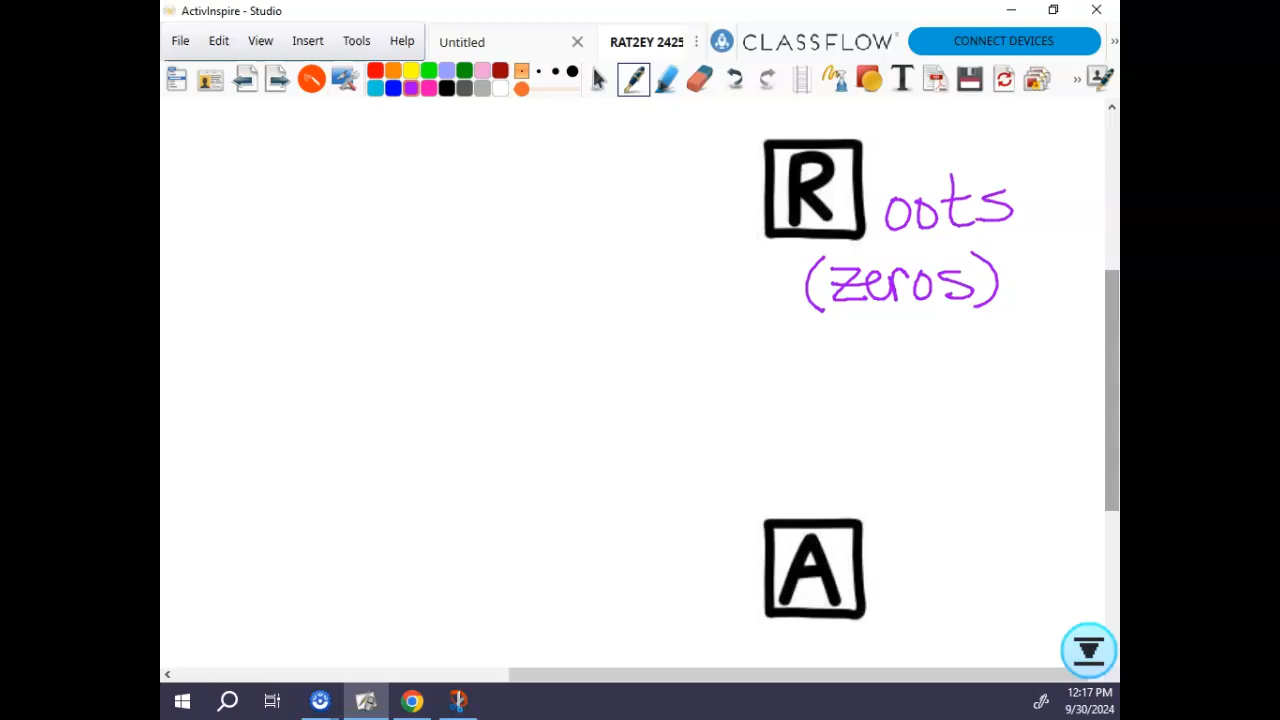 ActivInspire - Studio
File Edit View Insert Tools Help Untitled RAT2EY 2425 CLASSFLOW CONNECT DEVICES
T
R oots
(zeros)
A
12:17 PM
9/30/2024